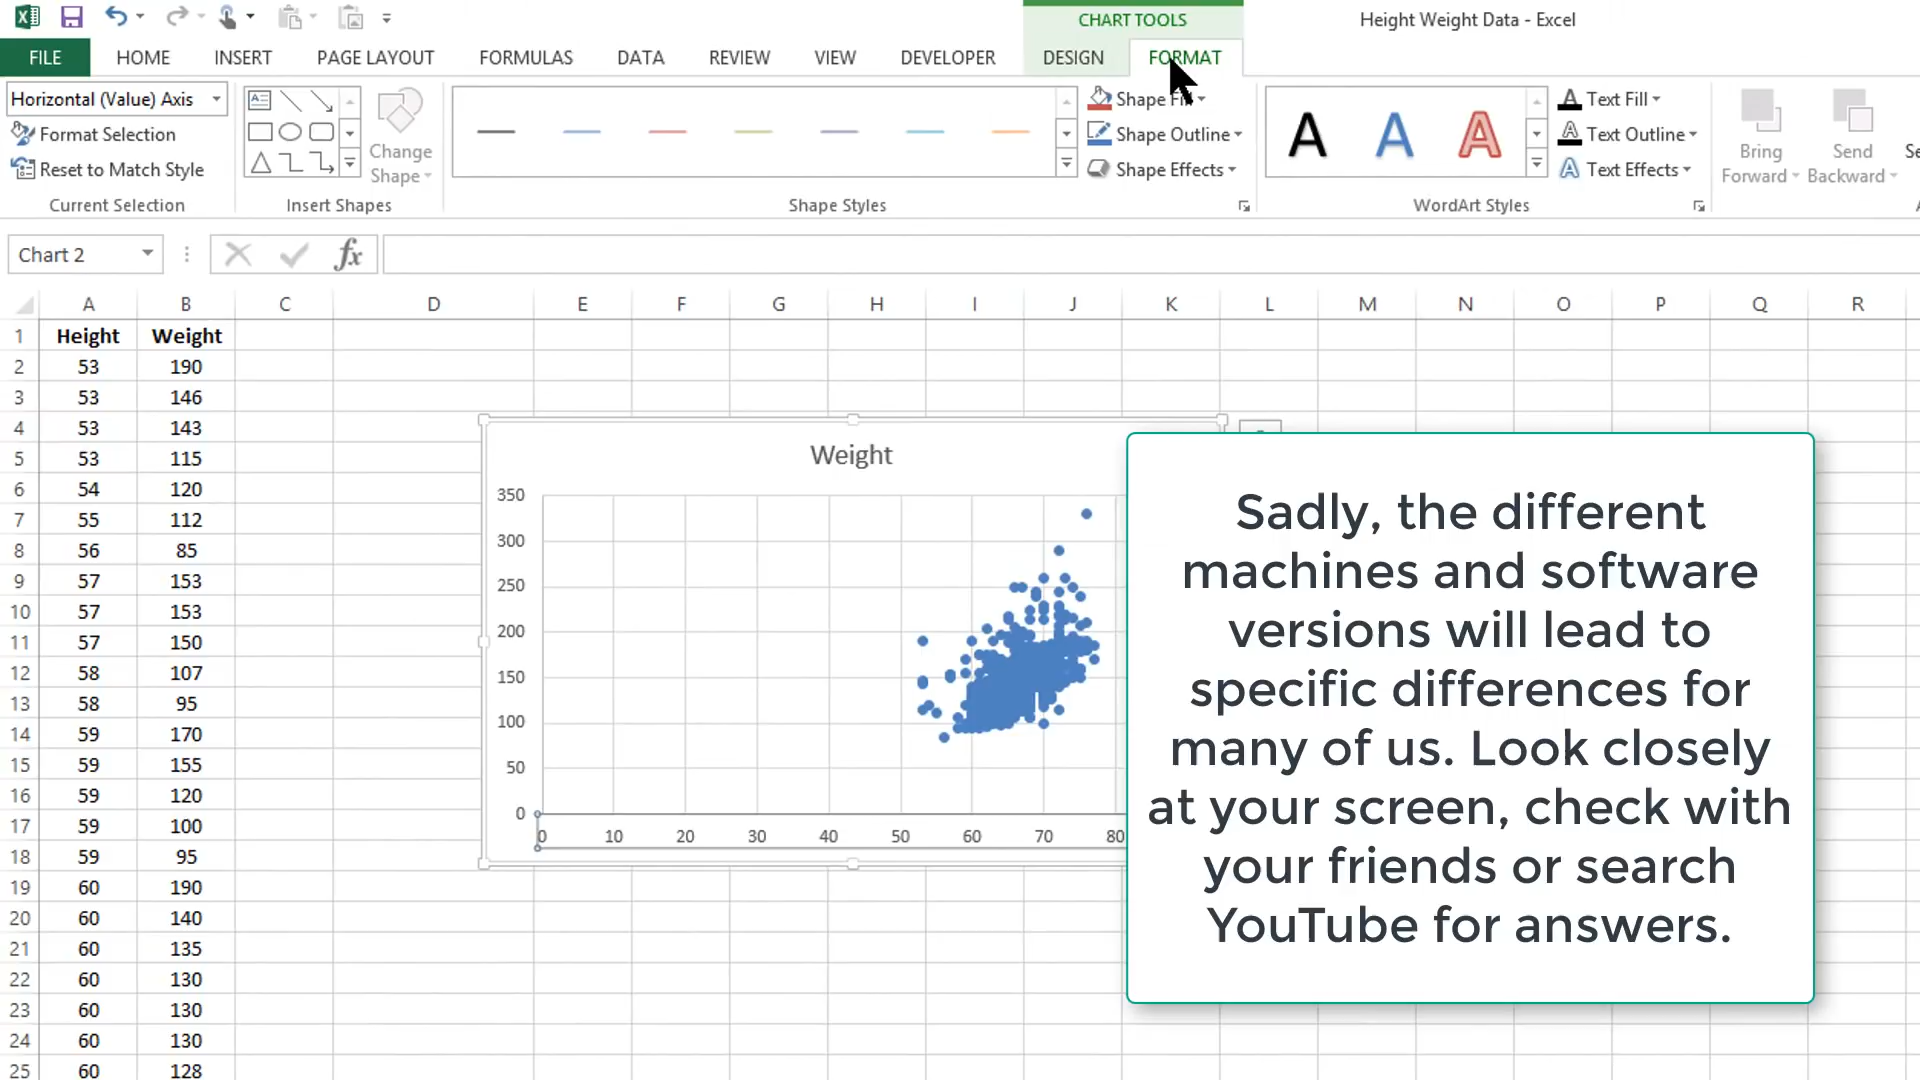 CHART TOOLS
Height Weight Data - Excel
FILE HOME INSERT PAGE LAYOUT FORMULAS DATA REVIEW VIEW DEVELOPER DESIGN FORMAT
Horizontal (Value) Axis
Format Selection
Reset to Match Style
Current Selection
Change
Shape
Insert Shapes
Shape Styles
Shape Fill
Shape Outline
Shape Effects
A A A
WordArt Styles
Text Fill
Text Outline
Text Effects
Bring
Forward
Send
Backward
Chart 2
fx
A B C D E F G H I J K L M N O P Q R
1 Height Weight
2 53 190
3 53 146
4 53 143
5 53 115
6 54 120
7 55 112
8 56 85
9 57 153
10 57 153
11 57 150
12 58 107
13 58 95
14 59 170
15 59 155
16 59 120
17 59 100
18 59 95
19 60 190
20 60 140
21 60 135
22 60 130
23 60 130
24 60 130
25 60 128
Weight
350
300
250
200
150
100
50
0
0 10 20 30 40 50 60 70 80
Sadly, the different
machines and software
versions will lead to
specific differences for
many of us. Look closely
at your screen, check with
your friends or search
YouTube for answers.